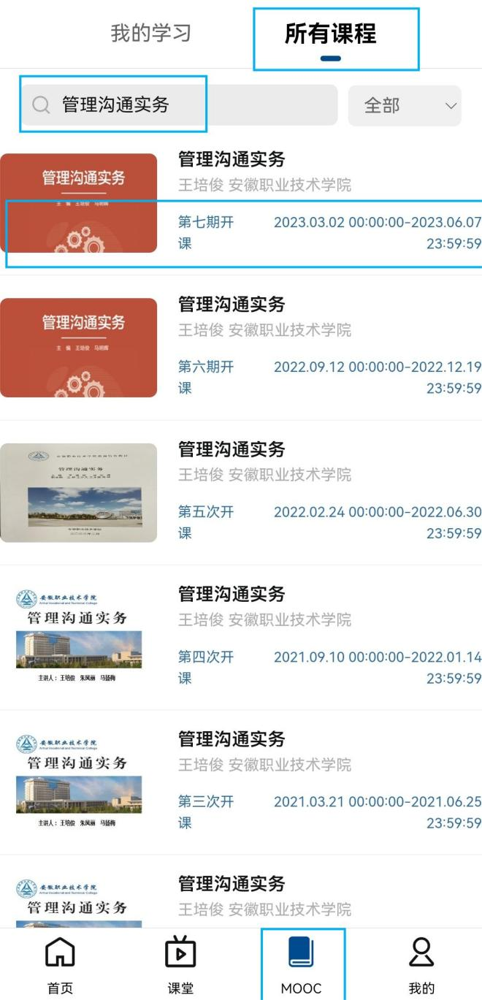 我的学习
所有课程
管理沟通实务
全部
管理沟通实务
主 编 王培俊 马明辉
管理沟通实务
王培俊 安徽职业技术学院
第七期开课
2023.03.02 00:00:00-2023.06.07 23:59:59
管理沟通实务
主 编 王培俊 马明辉
管理沟通实务
王培俊 安徽职业技术学院
第六期开课
2022.09.12 00:00:00-2022.12.19 23:59:59
管理沟通实务
安徽职业技术学院
管理沟通实务
王培俊 安徽职业技术学院
第五次开课
2022.02.24 00:00:00-2022.06.30 23:59:59
安徽职业技术学院
Anhui Vocational and Technical College
管理沟通实务
主讲人：王培俊 朱凤丽 马扬梅
管理沟通实务
王培俊 安徽职业技术学院
第四次开课
2021.09.10 00:00:00-2022.01.14 23:59:59
安徽职业技术学院
Anhui Vocational and Technical College
管理沟通实务
主讲人：王培俊 朱凤丽 马扬梅
管理沟通实务
王培俊 安徽职业技术学院
第三次开课
2021.03.21 00:00:00-2021.06.25 23:59:59
安徽职业技术学院
Anhui Vocational and Technical College
管理沟通实务
管理沟通实务
王培俊 安徽职业技术学院
首页
课堂
MOOC
我的